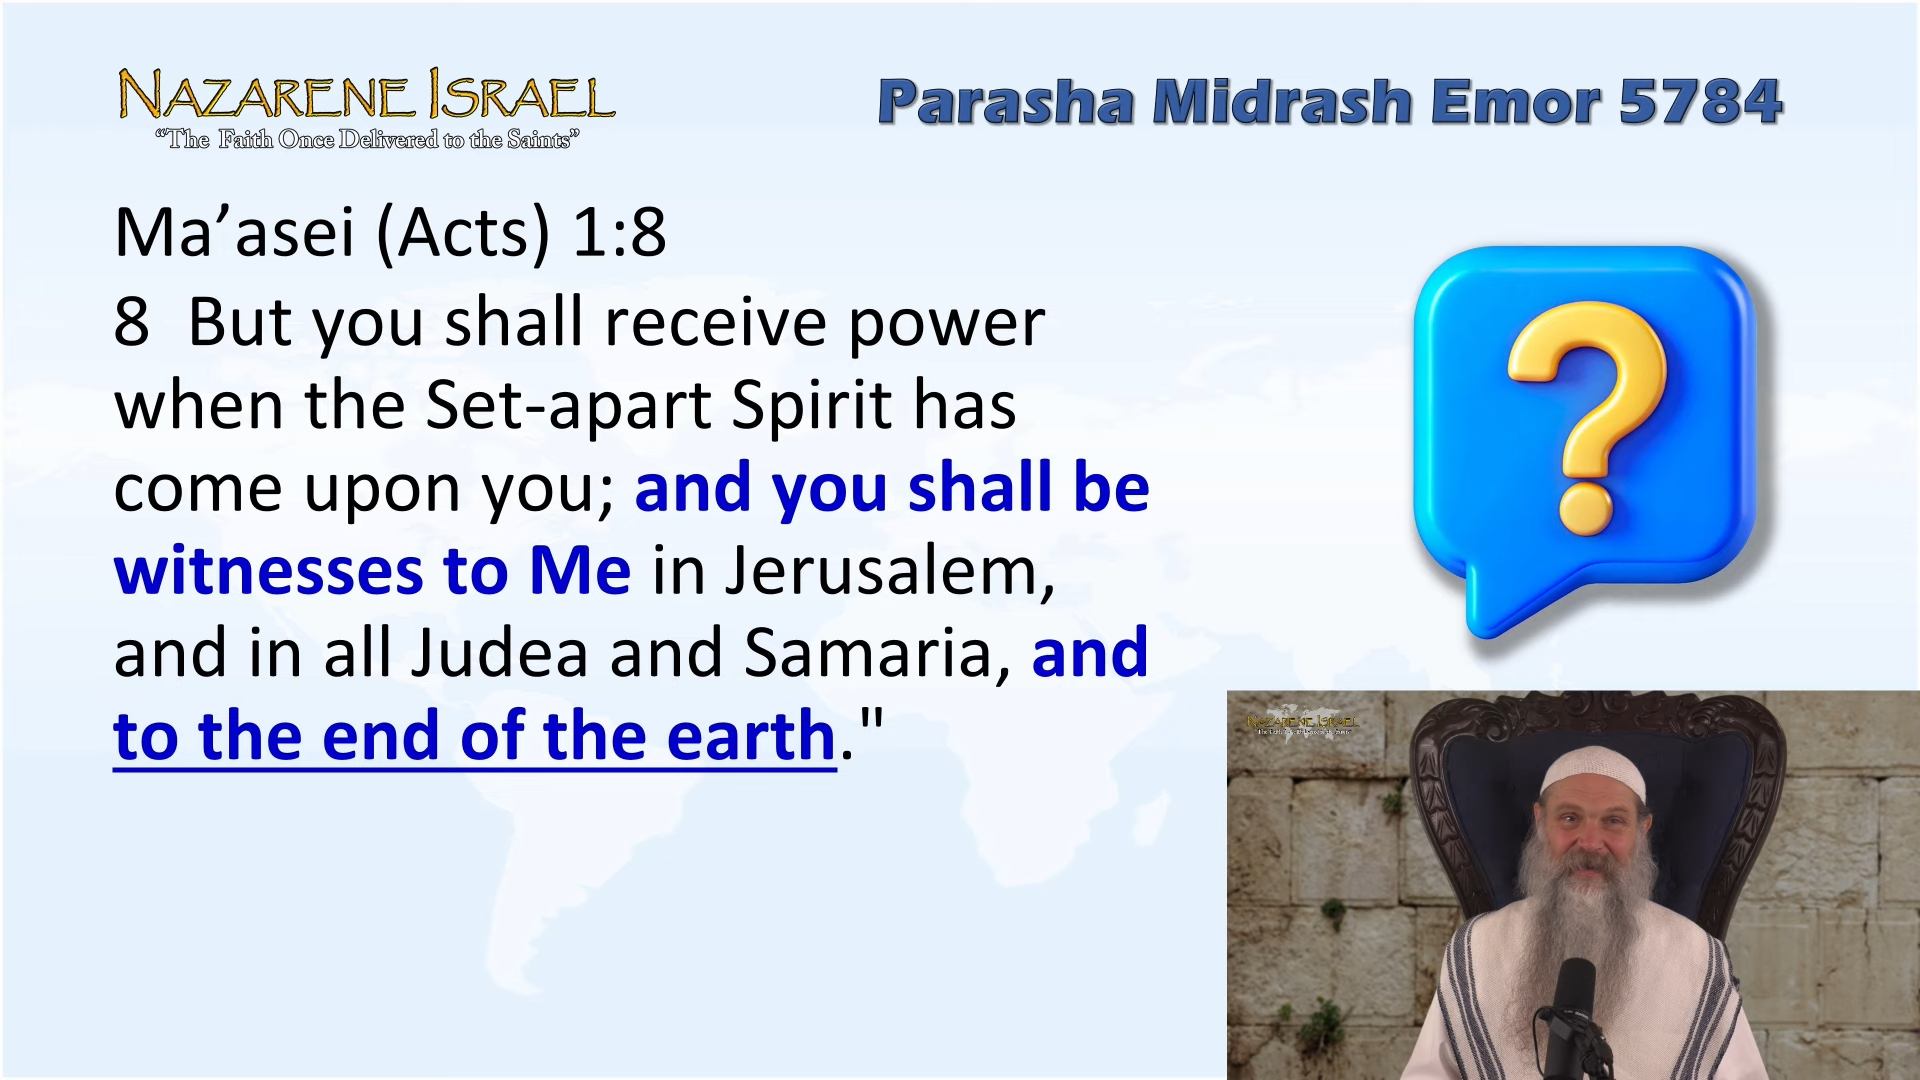 NAZARENE ISRAEL
“The Faith Once Delivered to the Saints”
Parasha Midrash Emor 5784
Ma’asei (Acts) 1:8
8 But you shall receive power
when the Set-apart Spirit has
come upon you; and you shall be
witnesses to Me in Jerusalem,
and in all Judea and Samaria, and
to the end of the earth."
?
NAZARENE ISRAEL